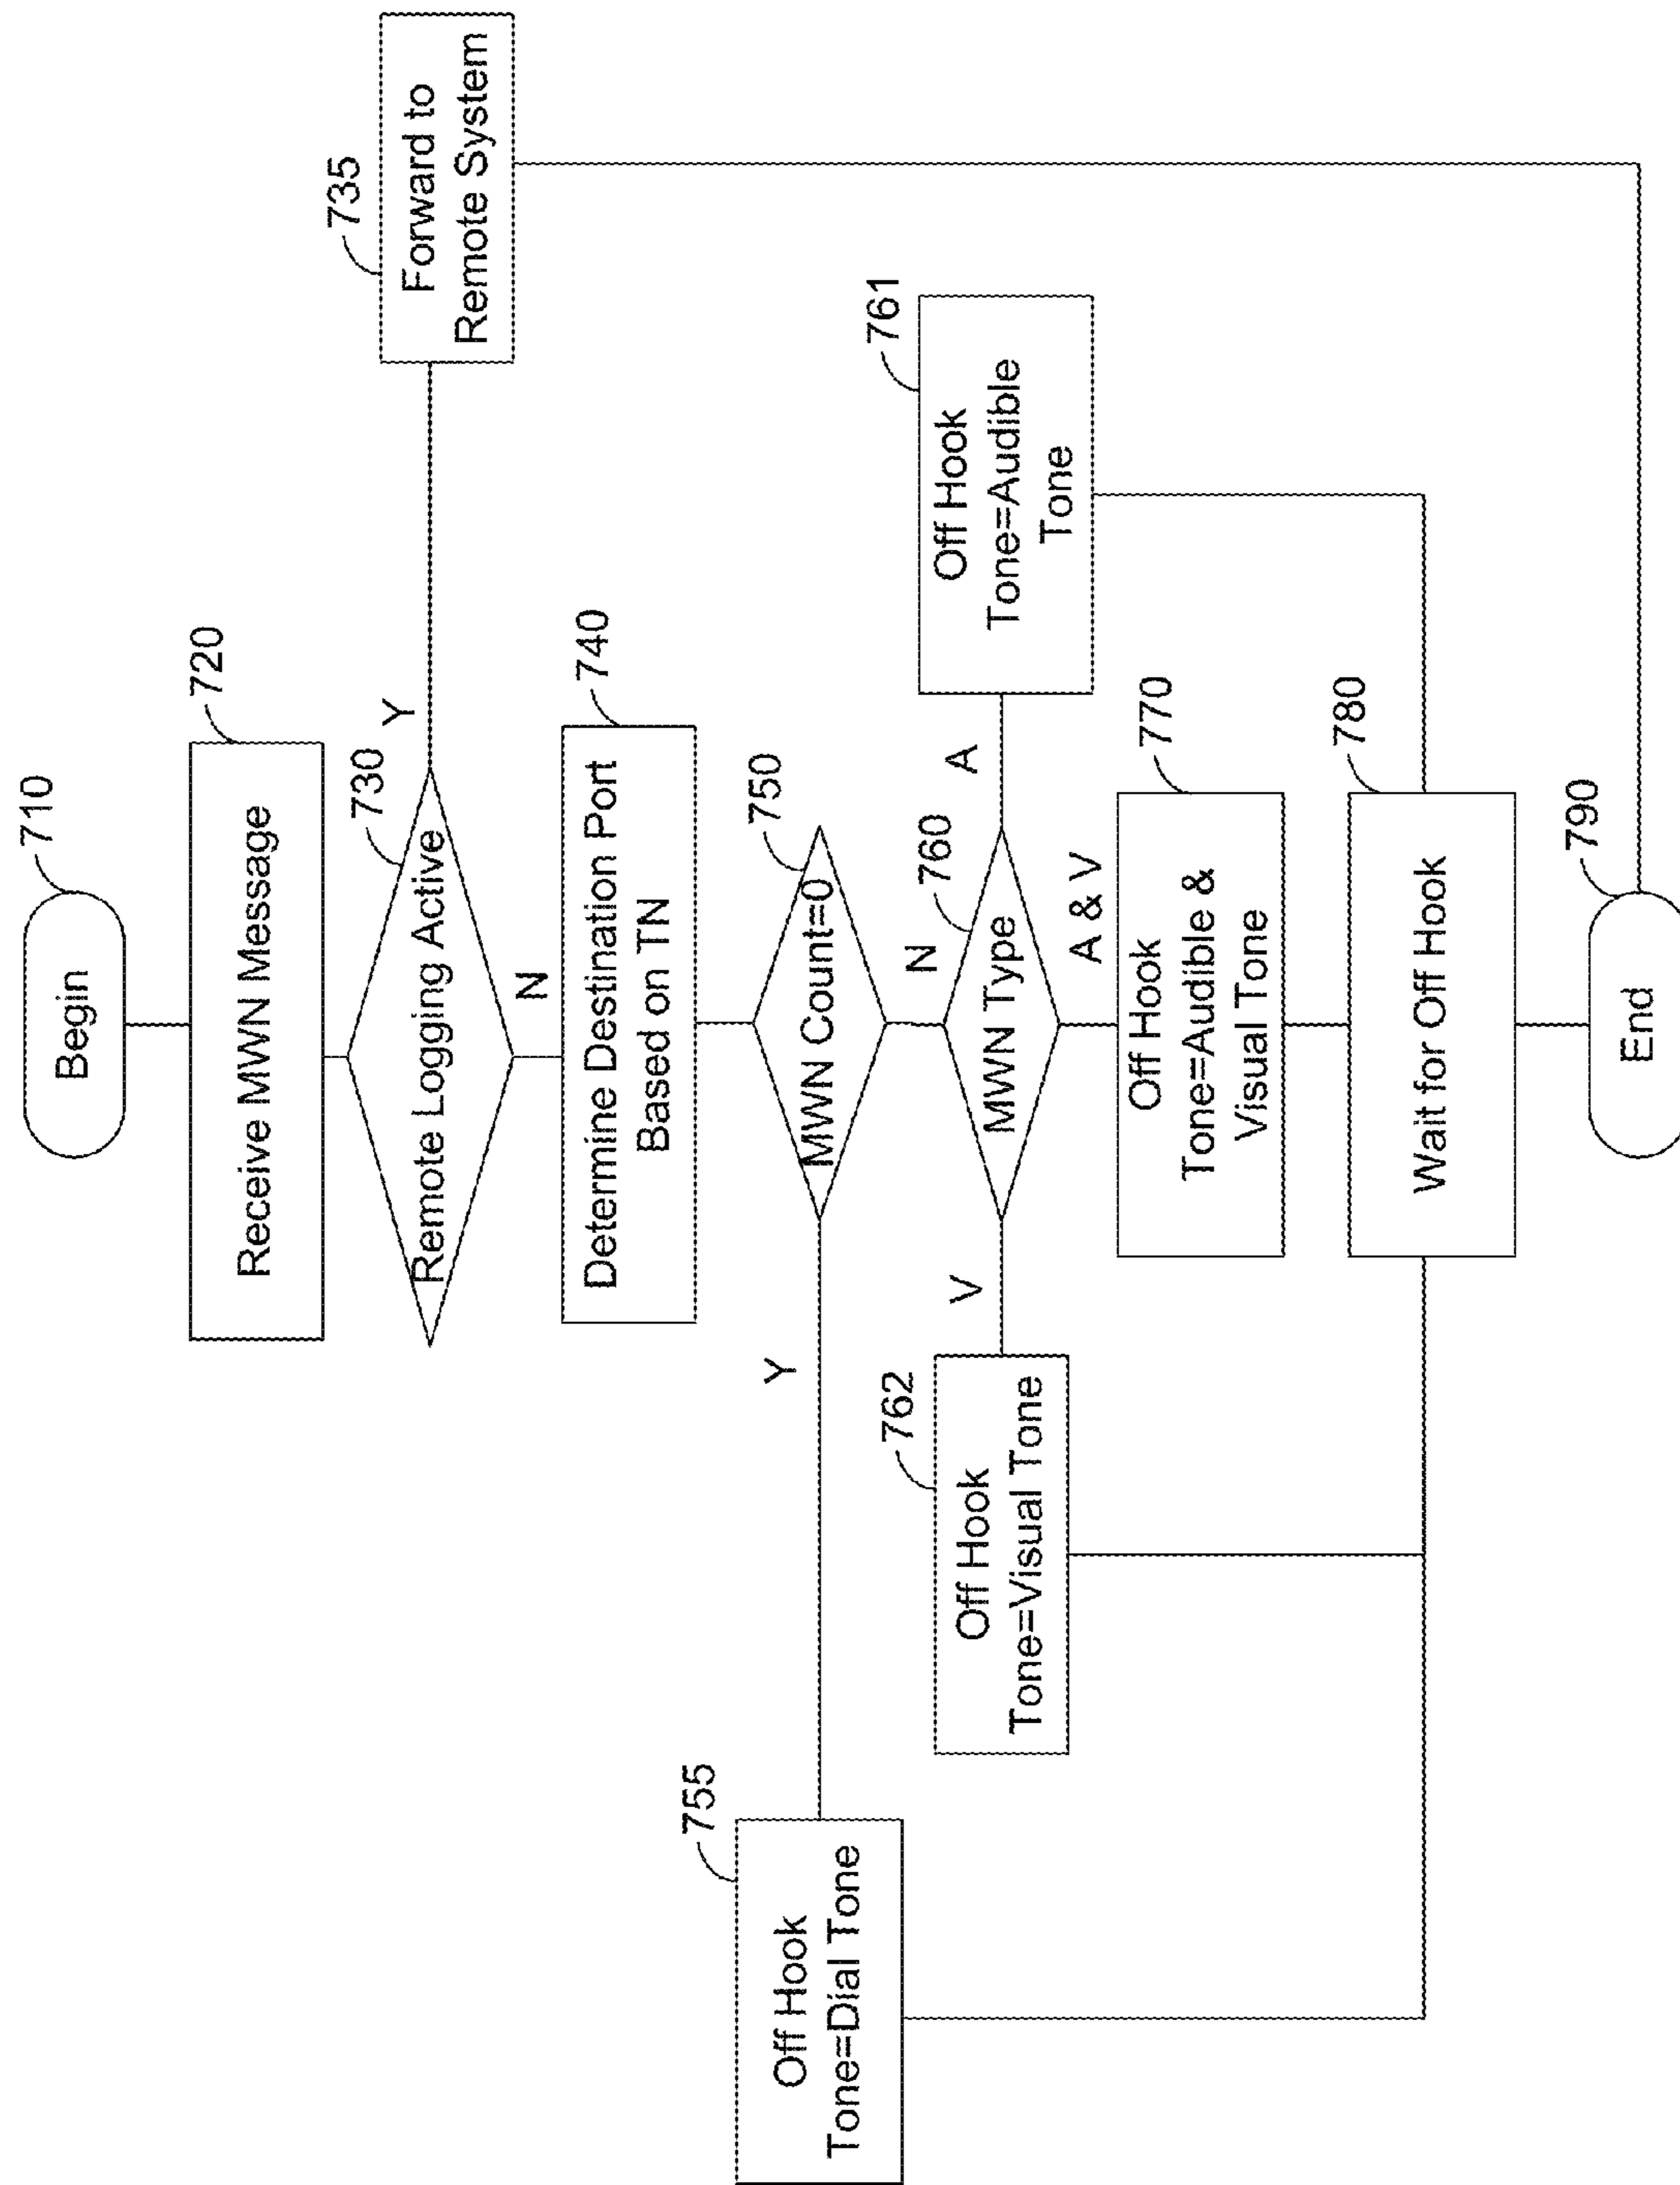 Begin
710
Receive MWN Message
720
Remote Logging Active
730
Y
Forward to
Remote System
735
N
Determine Destination Port
Based on TN
740
MWN Count=0
750
Y
Off Hook
Tone=Dial Tone
755
N
MWN Type
760
A
Off Hook
Tone=Audible
Tone
761
V
Off Hook
Tone=Visual Tone
762
A & V
Off Hook
Tone=Audible &
Visual Tone
770
Wait for Off Hook
780
End
790